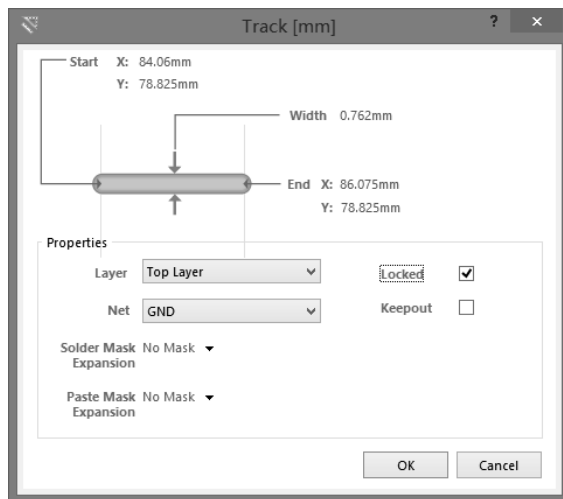 Track [mm]
? ×
Start X: 84.06mm
Y: 78.825mm
Width 0.762mm
End X: 86.075mm
Y: 78.825mm
Properties
Layer Top Layer Locked
Net GND Keepout
Solder Mask No Mask
Expansion
Paste Mask No Mask
Expansion
OK Cancel